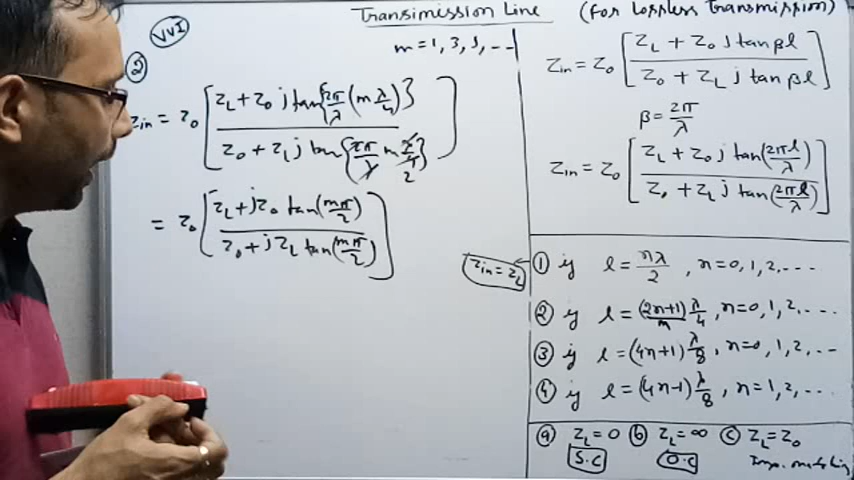 Transimission Line (For Lossless Transmission)
VVI
m = 1, 3, 5, --
②
Zin = Z0 [ ZL + Z0 j tan{2π/λ (m λ/4)} / Z0 + ZL j tan{2π/λ m λ/4 2} ]
= Z0 [ ZL + jZ0 tan(mπ/2) / Z0 + jZL tan(mπ/2) ]
Zin = Z0 [ ZL + Z0 j tan βl / Z0 + ZL j tan βl ]
β = 2π/λ
Zin = Z0 [ ZL + Z0 j tan(2πl/λ) / Z0 + ZL j tan(2πl/λ) ]
Zin = ZL ← ① if l = nλ/2 , n = 0, 1, 2, ----
② if l = (2n+1) λ/4 , n = 0, 1, 2, ----
m
③ if l = (4n+1) λ/8 , n = 0, 1, 2, ---
④ if l = (4n-1) λ/8 , n = 1, 2, ----
ⓐ ZL = 0 ⓑ ZL = ∞ ⓒ ZL = Z0
S.C O.C Imp. matching